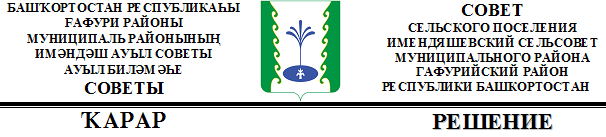 БАШҠОРТОСТАН РЕСПУБЛИКАҺЫ
ҒАФУРИ РАЙОНЫ
МУНИЦИПАЛЬ РАЙОНЫНЫҢ
ИМӘНДӘШ АУЫЛ СОВЕТЫ
АУЫЛ БИЛӘМӘҺЕ
СОВЕТЫ
ҠАРАР
СОВЕТ
СЕЛЬСКОГО ПОСЕЛЕНИЯ
ИМЕНДЯШЕВСКИЙ СЕЛЬСОВЕТ
МУНИЦИПАЛЬНОГО РАЙОНА
ГАФУРИЙСКИЙ РАЙОН
РЕСПУБЛИКИ БАШКОРТОСТАН
РЕШЕНИЕ